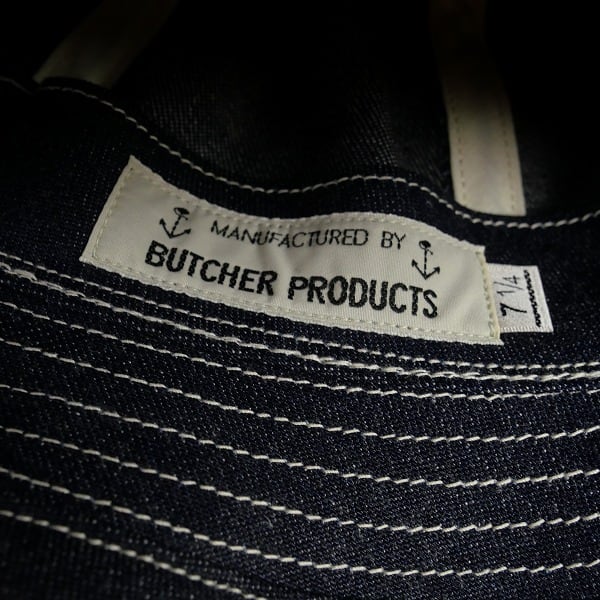 MANUFACTURED BY
BUTCHER PRODUCTS
7 1/4